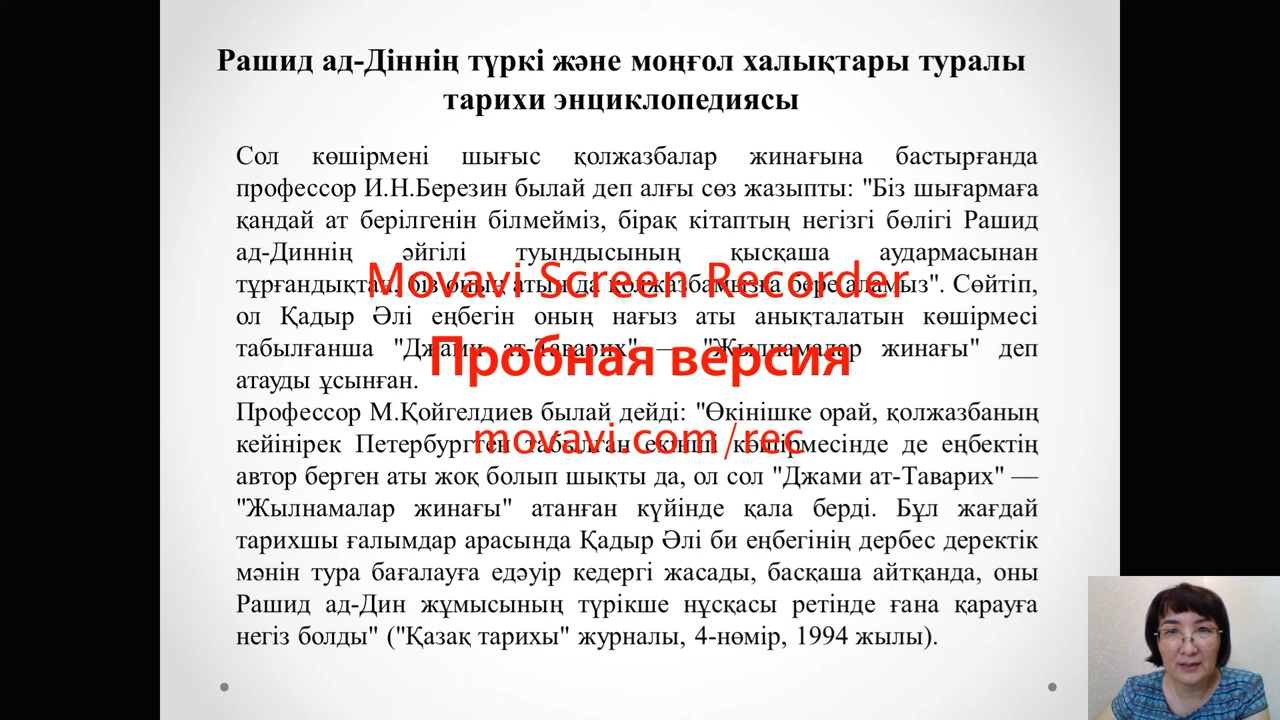 Рашид ад-Діннің түркі және моңғол халықтары туралы
тарихи энциклопедиясы
Сол көшірмені шығыс қолжазбалар жинағына бастырғанда
профессор И.Н.Березин былай деп алғы сөз жазыпты: "Біз шығармаға
қандай ат берілгенін білмейміз, бірақ кітаптың негізгі бөлігі Рашид
ад-Диннің әйгілі туындысының қысқаша аудармасынан
тұрғандықтан, біз оның атын да қолжазбамызға бере аламыз". Сөйтіп,
Movavi Screen Recorder
ол Қадыр Әлі еңбегін оның нағыз аты анықталатын көшірмесі
табылғанша "Джами ат-Таварих" — "Жылнамалар жинағы" деп
Пробная версия
атауды ұсынған.
Профессор М.Қойгелдиев былай дейді: "Өкінішке орай, қолжазбаның
кейінірек Петербургтен табылған екінші көшірмесінде де еңбектің
movavi.com/rec
автор берген аты жоқ болып шықты да, ол сол "Джами ат-Таварих" —
"Жылнамалар жинағы" атанған күйінде қала берді. Бұл жағдай
тарихшы ғалымдар арасында Қадыр Әлі би еңбегінің дербес деректік
мәнін тура бағалауға едәуір кедергі жасады, басқаша айтқанда, оны
Рашид ад-Дин жұмысының түрікше нұсқасы ретінде ғана қарауға
негіз болды" ("Қазақ тарихы" журналы, 4-нөмір, 1994 жылы).